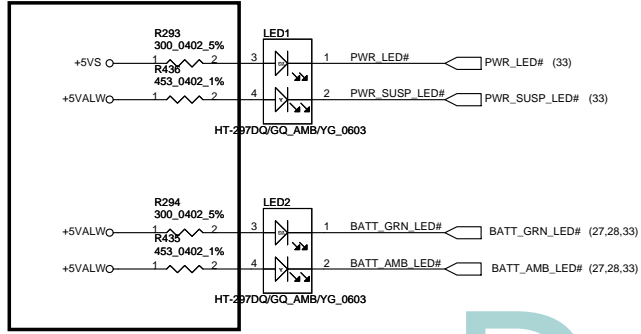 R293
300_0402_5%
LED1
+5VS
1
2
3
1
PWR_LED#
PWR_LED# (33)
R436
453_0402_1%
+5VALW
1
2
4
2
PWR_SUSP_LED#
PWR_SUSP_LED# (33)
HT-297DQ/GQ_AMB/YG_0603
R294
300_0402_5%
LED2
+5VALW
1
2
3
1
BATT_GRN_LED#
BATT_GRN_LED# (27,28,33)
R435
453_0402_1%
+5VALW
1
2
4
2
BATT_AMB_LED#
BATT_AMB_LED# (27,28,33)
HT-297DQ/GQ_AMB/YG_0603